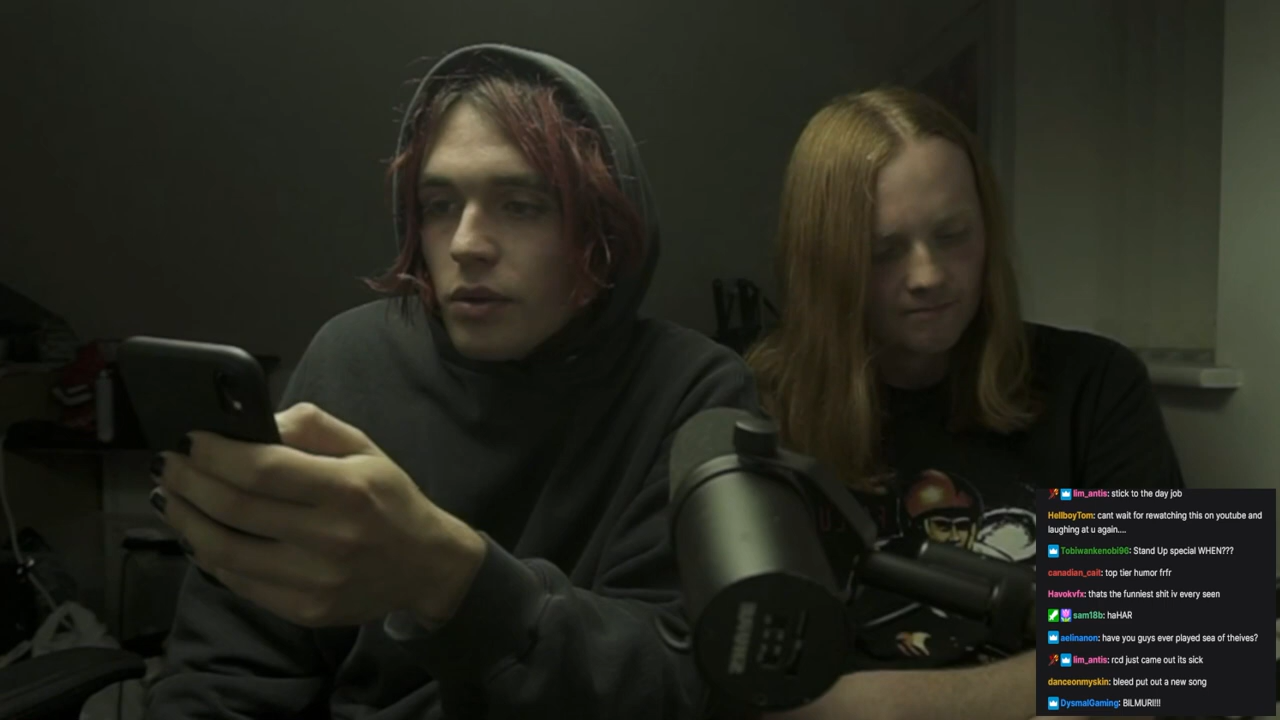 lim_antis: stick to the day job
HellboyTom: cant wait for rewatching this on youtube and
laughing at u again....
Tobiwankenobi96: Stand Up special WHEN???
canadian_cait: top tier humor frfr
Havokvfx: thats the funniest shit iv every seen
sam18b: haHAR
aelinanon: have you guys ever played sea of theives?
lim_antis: rcd just came out its sick
danceonmyskin: bleed put out a new song
DysmalGaming: BILMURI!!!
SHURE